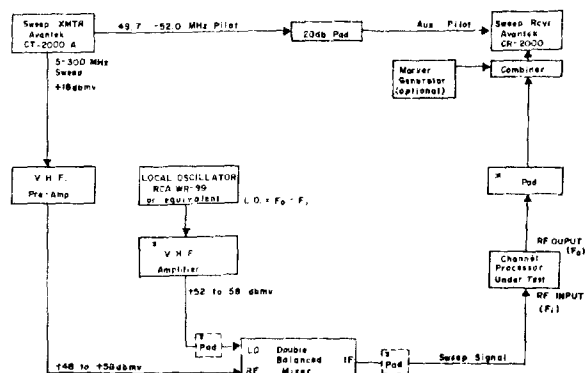 Sweep XMTR
Avantek
CT-2000 A
49.7 -52.0 MHz Pilot
20db Pad
Aux Pilot
Sweep Rcvr
Avantek
CR-2000
5-300 MHz
Sweep
+18dbmv
Marker
Generator
(optional)
Combiner
V.H.F.
Pre-Amp
LOCAL OSCILLATOR
RCA WR-99
or equivalent
L.O. = Fo - Fi
* Pad
V.H.F.
Amplifier
RF OUPUT
(Fo)
Channel
Processor
Under Test
RF INPUT
(Fi)
+52 to 58 dbmv
Pad
LO Double IF
Balanced
RF Mixer
Pad
Sweep Signal
+48 to +58dbmv